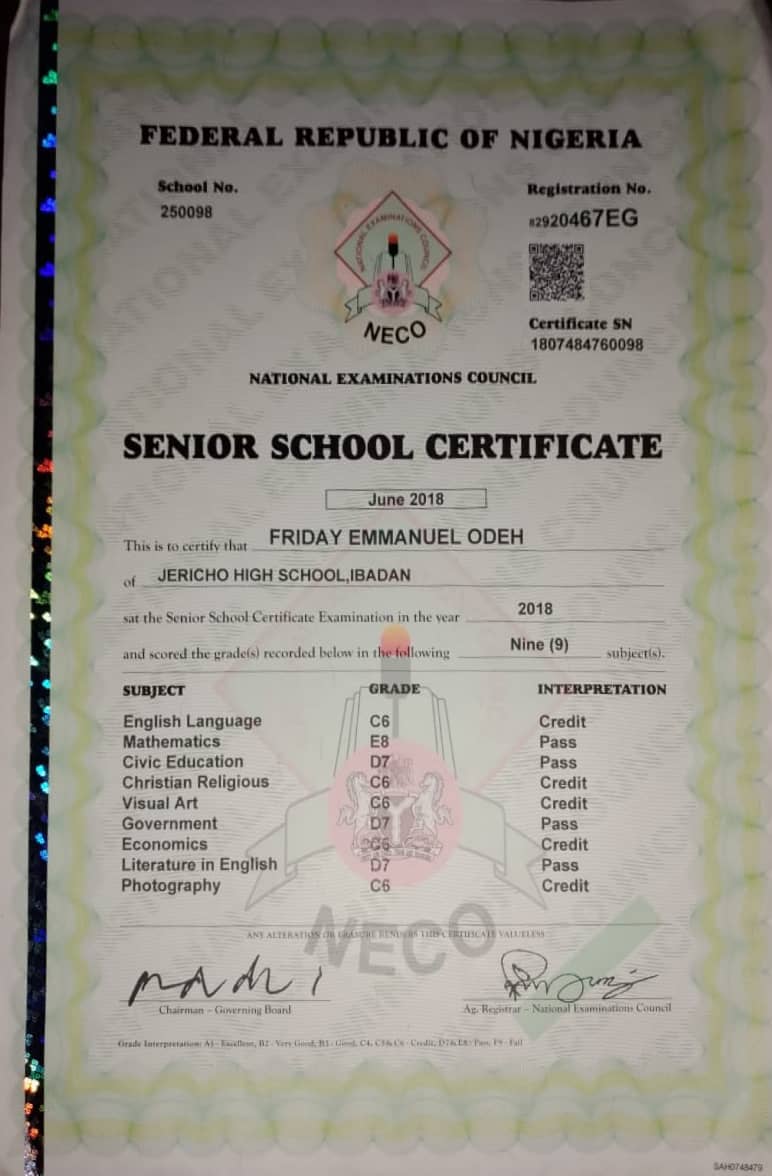 FEDERAL REPUBLIC OF NIGERIA
School No.
250098
Registration No.
#2920467EG
NATIONAL EXAMINATIONS COUNCIL
NECO
Certificate SN
1807484760098
NATIONAL EXAMINATIONS COUNCIL
SENIOR SCHOOL CERTIFICATE
June 2018
This is to certify that FRIDAY EMMANUEL ODEH
of JERICHO HIGH SCHOOL,IBADAN
sat the Senior School Certificate Examination in the year 2018
and scored the grade(s) recorded below in the following Nine (9) subject(s).
SUBJECT GRADE INTERPRETATION
English Language C6 Credit
Mathematics E8 Pass
Civic Education D7 Pass
Christian Religious C6 Credit
Visual Art C6 Credit
Government D7 Pass
Economics C6 Credit
Literature in English D7 Pass
Photography C6 Credit
NECO
ANY ALTERATION OR ERASURE RENDERS THIS CERTIFICATE VALUELESS
Chairman – Governing Board
Ag. Registrar – National Examinations Council
Grade Interpretation: A1 - Excellent, B2 - Very Good, B3 - Good, C4, C5 & C6 - Credit, D7 & E8 - Pass, F9 - Fail
SAH0748479